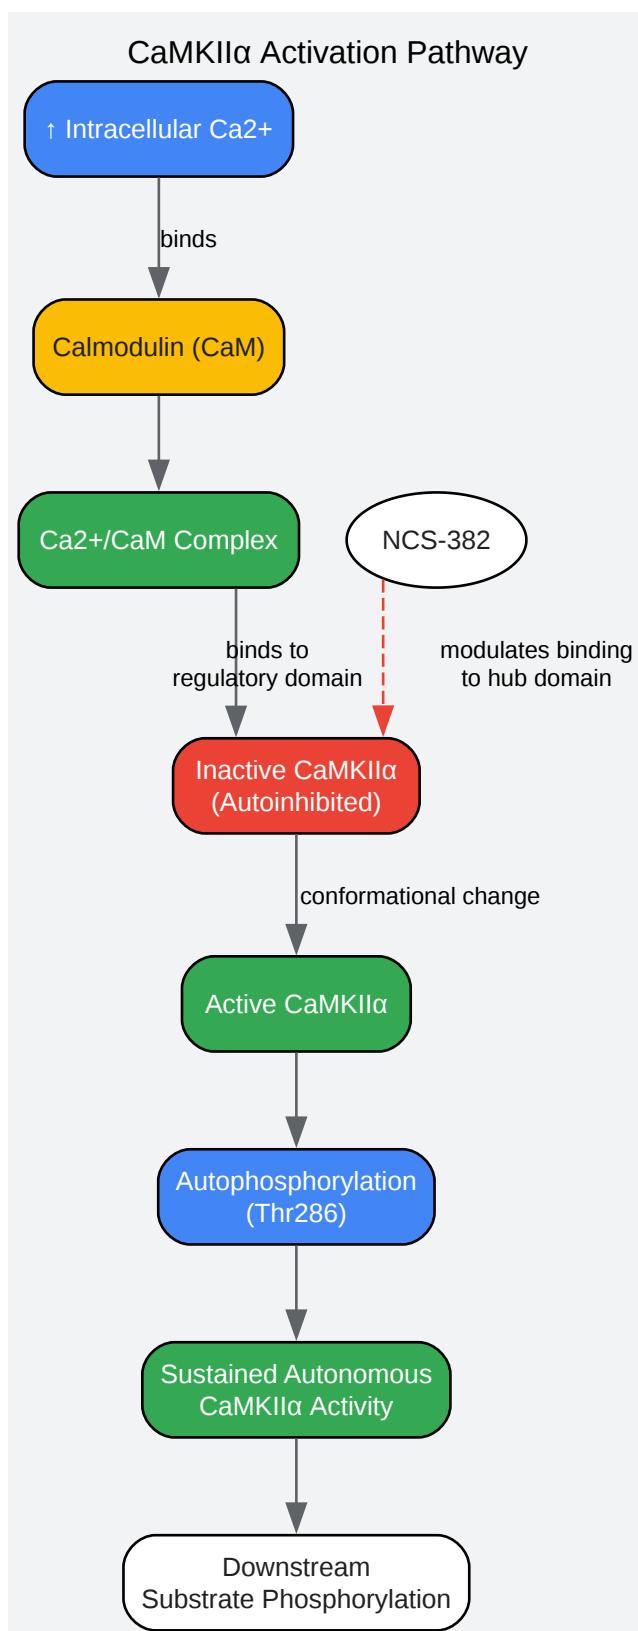 CaMKIIα Activation Pathway
↑ Intracellular Ca2+
binds
Calmodulin (CaM)
Ca2+/CaM Complex
NCS-382
binds to
regulatory domain
modulates binding
to hub domain
Inactive CaMKIIα
(Autoinhibited)
conformational change
Active CaMKIIα
Autophosphorylation
(Thr286)
Sustained Autonomous
CaMKIIα Activity
Downstream
Substrate Phosphorylation